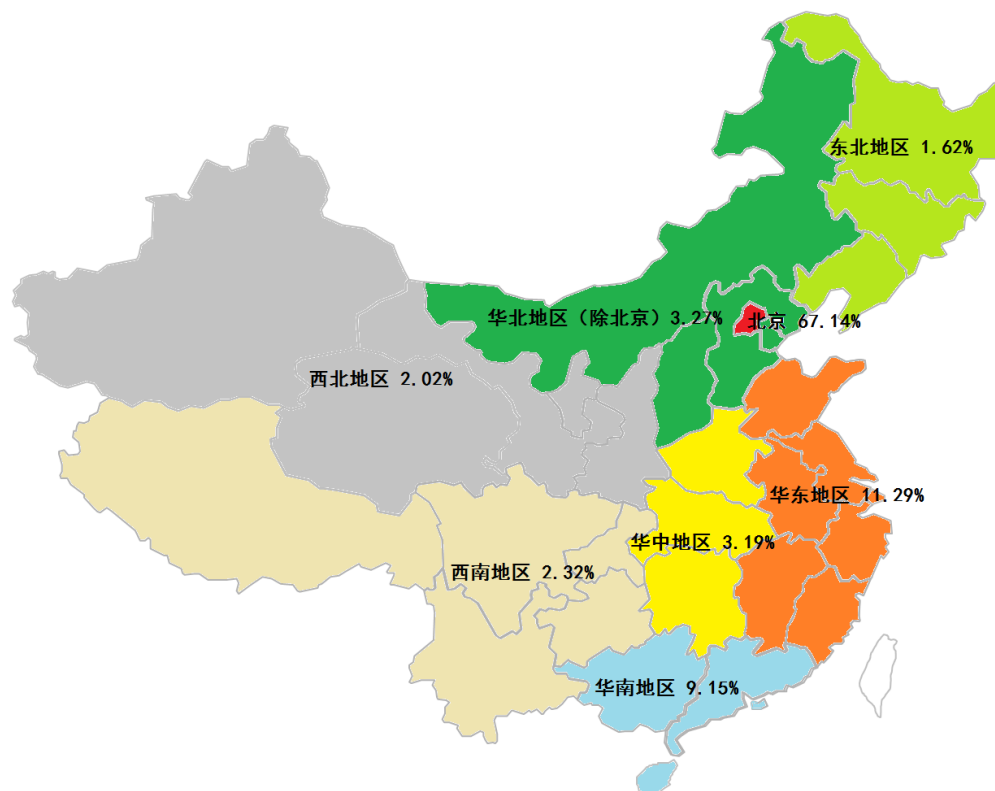 东北地区 1.62%
华北地区（除北京）3.27%
北京 67.14%
西北地区 2.02%
华东地区 11.29%
华中地区 3.19%
西南地区 2.32%
华南地区 9.15%